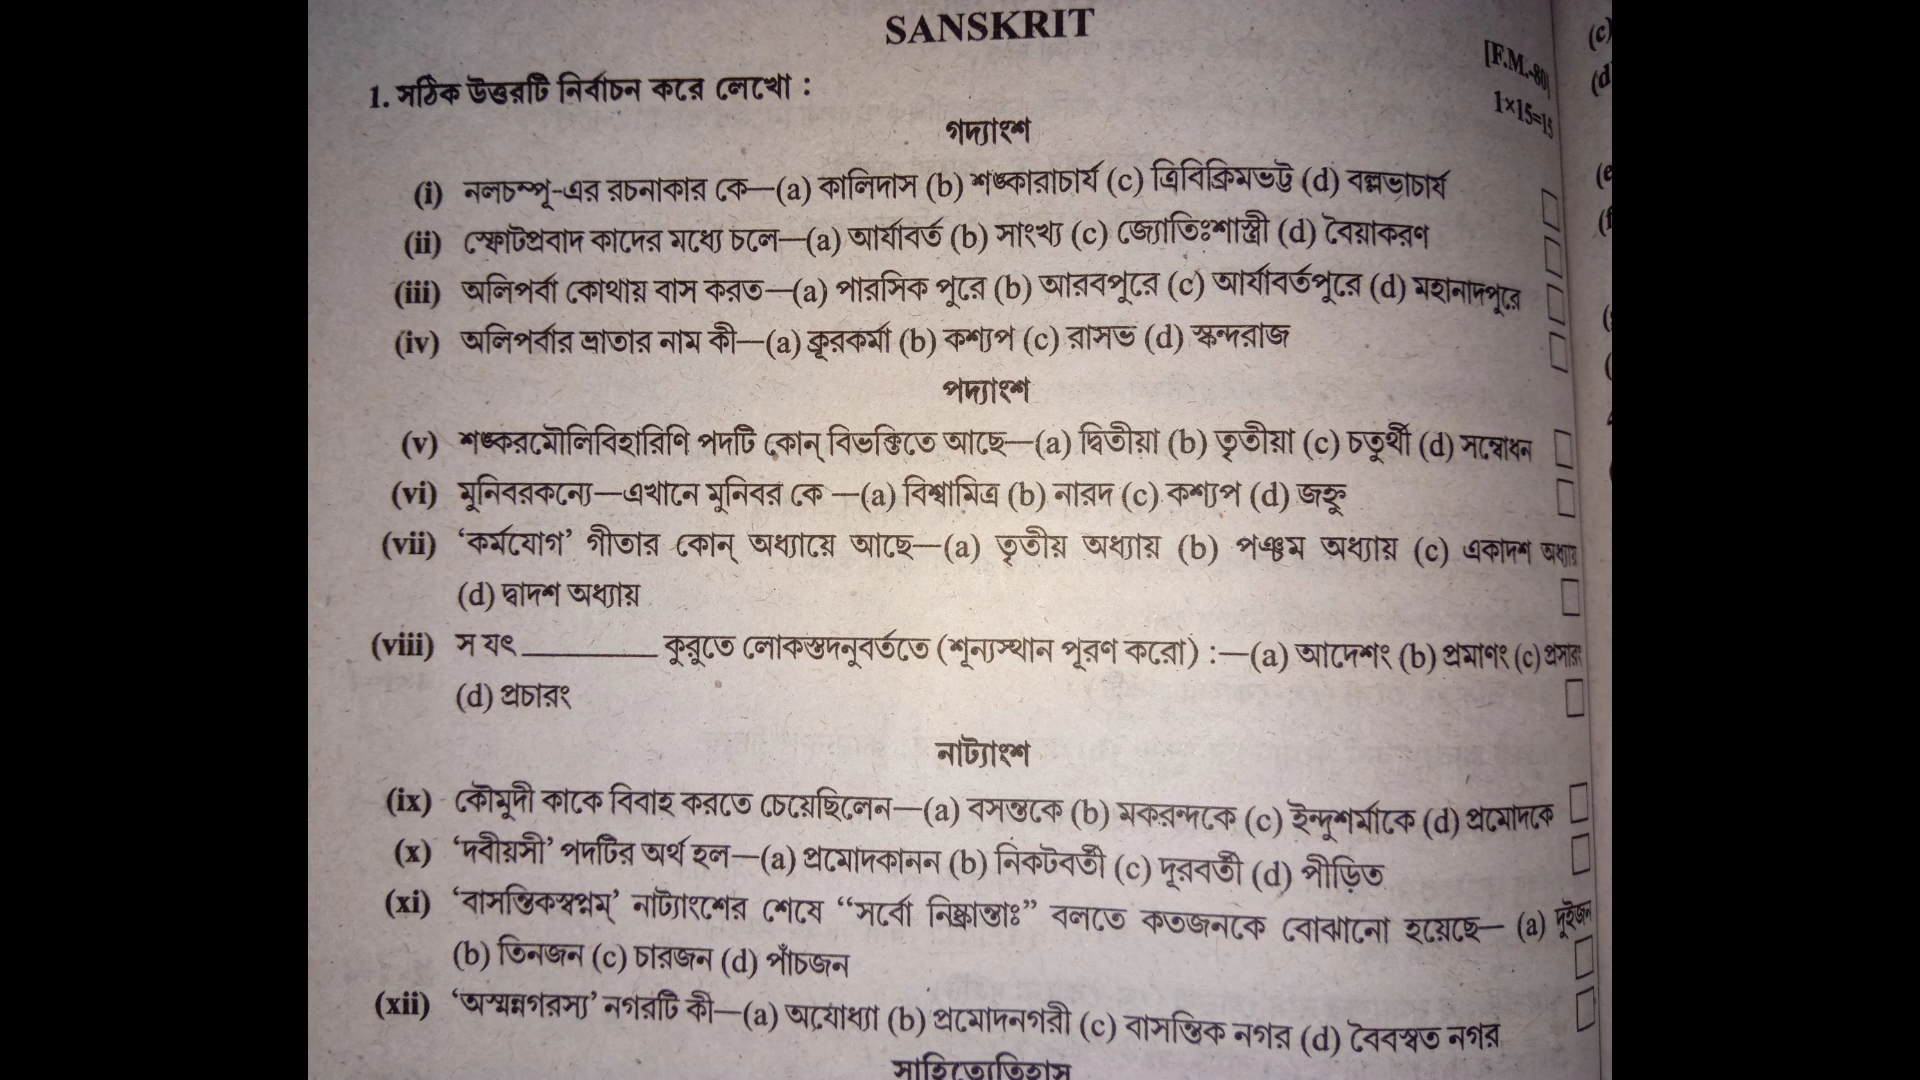 SANSKRIT
[F.M.-80]
1. সঠিক উত্তরটি নির্বাচন করে লেখো :
1×15=15
গদ্যাংশ
(i) নলচম্পূ-এর রচনাকার কে—(a) কালিদাস (b) শঙ্কারাচার্য (c) ত্রিবিক্রিমভট্ট (d) বল্লভাচার্য
(ii) স্ফোটপ্রবাদ কাদের মধ্যে চলে—(a) আর্যাবর্ত (b) সাংখ্য (c) জ্যোতিঃশাস্ত্রী (d) বৈয়াকরণ
(iii) অলিপর্বা কোথায় বাস করত—(a) পারসিক পুরে (b) আরবপুরে (c) আর্যাবর্তপুরে (d) মহানাদপুরে
(iv) অলিপর্বার ভ্রাতার নাম কী—(a) ক্রূরকর্মা (b) কশ্যপ (c) রাসভ (d) স্কন্দরাজ
পদ্যাংশ
(v) শঙ্করমৌলিবিহারিণি পদটি কোন্ বিভক্তিতে আছে—(a) দ্বিতীয়া (b) তৃতীয়া (c) চতুর্থী (d) সম্বোধন
(vi) মুনিবরকন্যে—এখানে মুনিবর কে —(a) বিশ্বামিত্র (b) নারদ (c) কশ্যপ (d) জহ্নু
(vii) ‘কর্মযোগ’ গীতার কোন্ অধ্যায়ে আছে—(a) তৃতীয় অধ্যায় (b) পঞ্চম অধ্যায় (c) একাদশ অধ্যায়
(d) দ্বাদশ অধ্যায়
(viii) স যৎ ________ কুরুতে লোকস্তদনুবর্ততে (শূন্যস্থান পূরণ করো) :—(a) আদেশং (b) প্রমাণং (c) প্রসারং
(d) প্রচারং
নাট্যাংশ
(ix) কৌমুদী কাকে বিবাহ করতে চেয়েছিলেন—(a) বসন্তকে (b) মকরন্দকে (c) ইন্দুশর্মাকে (d) প্রমোদকে
(x) ‘দবীয়সী’ পদটির অর্থ হল—(a) প্রমোদকানন (b) নিকটবর্তী (c) দূরবর্তী (d) পীড়িত
(xi) ‘বাসন্তিকস্বপ্নম্’ নাট্যাংশের শেষে “সর্বো নিষ্ক্রান্তাঃ” বলতে কতজনকে বোঝানো হয়েছে— (a) দুইজন
(b) তিনজন (c) চারজন (d) পাঁচজন
(xii) ‘অস্মন্নগরস্য’ নগরটি কী—(a) অযোধ্যা (b) প্রমোদনগরী (c) বাসন্তিক নগর (d) বৈবস্বত নগর
সাহিত্যেতিহাস
(c)
(d
(e
(f